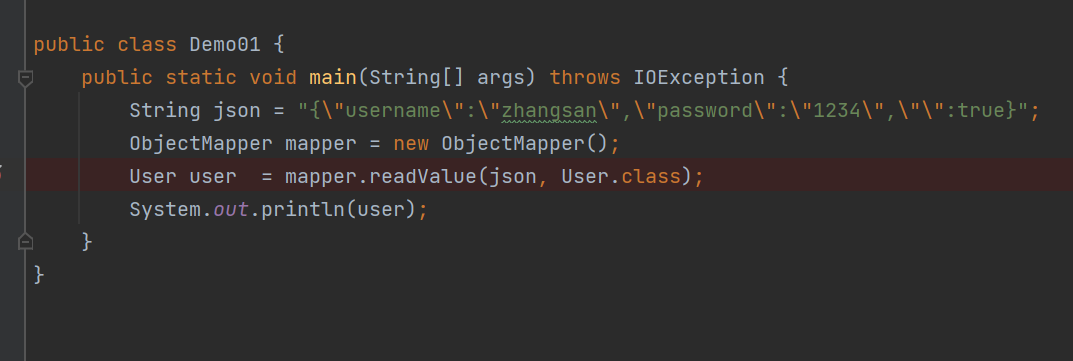 public class Demo01 {
    public static void main(String[] args) throws IOException {
        String json = "{\"username\":\"zhangsan\",\"password\":\"1234\",\"\":true}";
        ObjectMapper mapper = new ObjectMapper();
        User user  = mapper.readValue(json, User.class);
        System.out.println(user);
    }
}